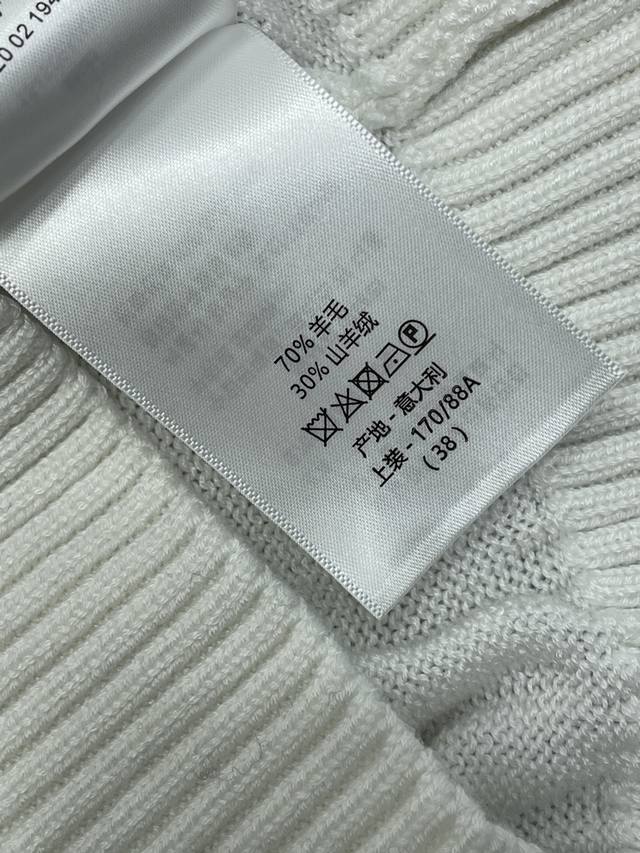 70% 羊毛
30% 山羊绒
P
产地 - 意大利
上装 - 170/88A
( 38 )